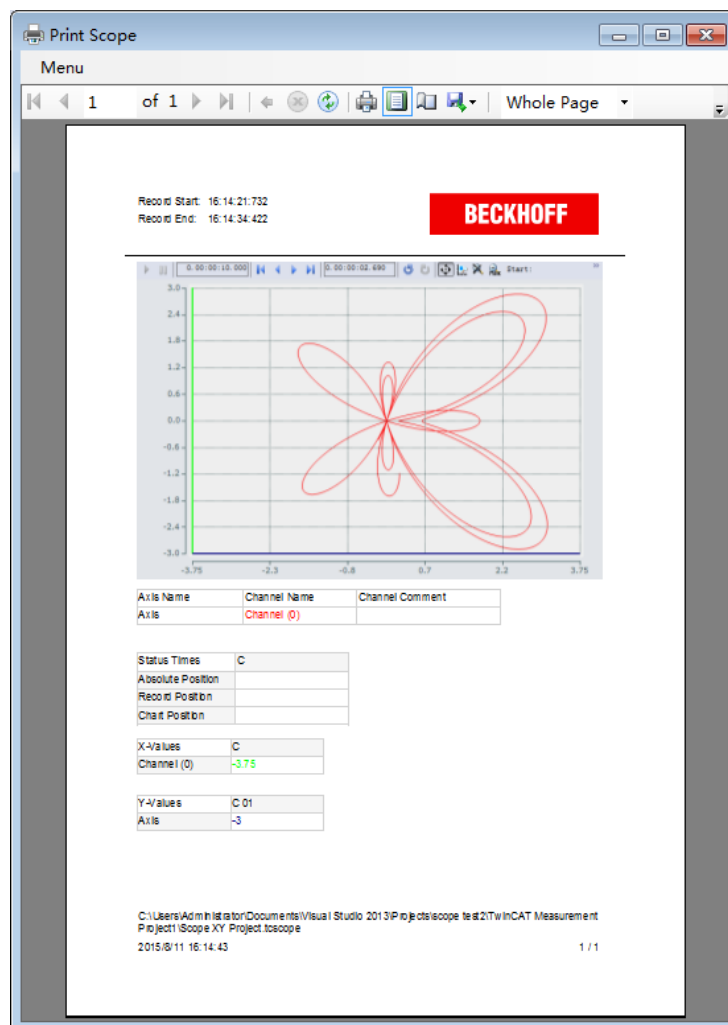 Print Scope
Menu
1 of 1 Whole Page
Record Start: 16:14:21:732
Record End: 16:14:34:422
BECKHOFF
0.00:00:10.000 0.00:00:02.690 Start:
3.0
2.4
1.8
1.2
0.6
0.0
-0.6
-1.2
-1.8
-2.4
-3.0
-3.75 -2.3 -0.8 0.7 2.2 3.75
Axis Name Channel Name Channel Comment
Axis Channel (0)
Status Times C
Absolute Position
Record Position
Chart Position
X-Values C
Channel (0) -3.75
Y-Values C 01
Axis -3
C:\Users\Administrator\Documents\Visual Studio 2013\Projects\scope test2\TwinCAT Measurement
Project1\Scope XY Project.tcscope
2015/8/11 16:14:43 1 / 1